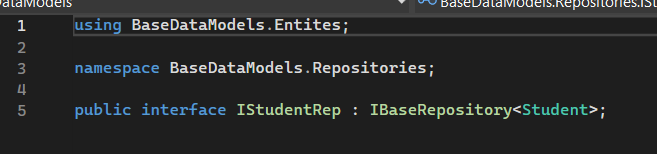 DataModels
BaseDataModels.Repositories.ISt
1 using BaseDataModels.Entites;
2
3 namespace BaseDataModels.Repositories;
4
5 public interface IStudentRep : IBaseRepository<Student>;